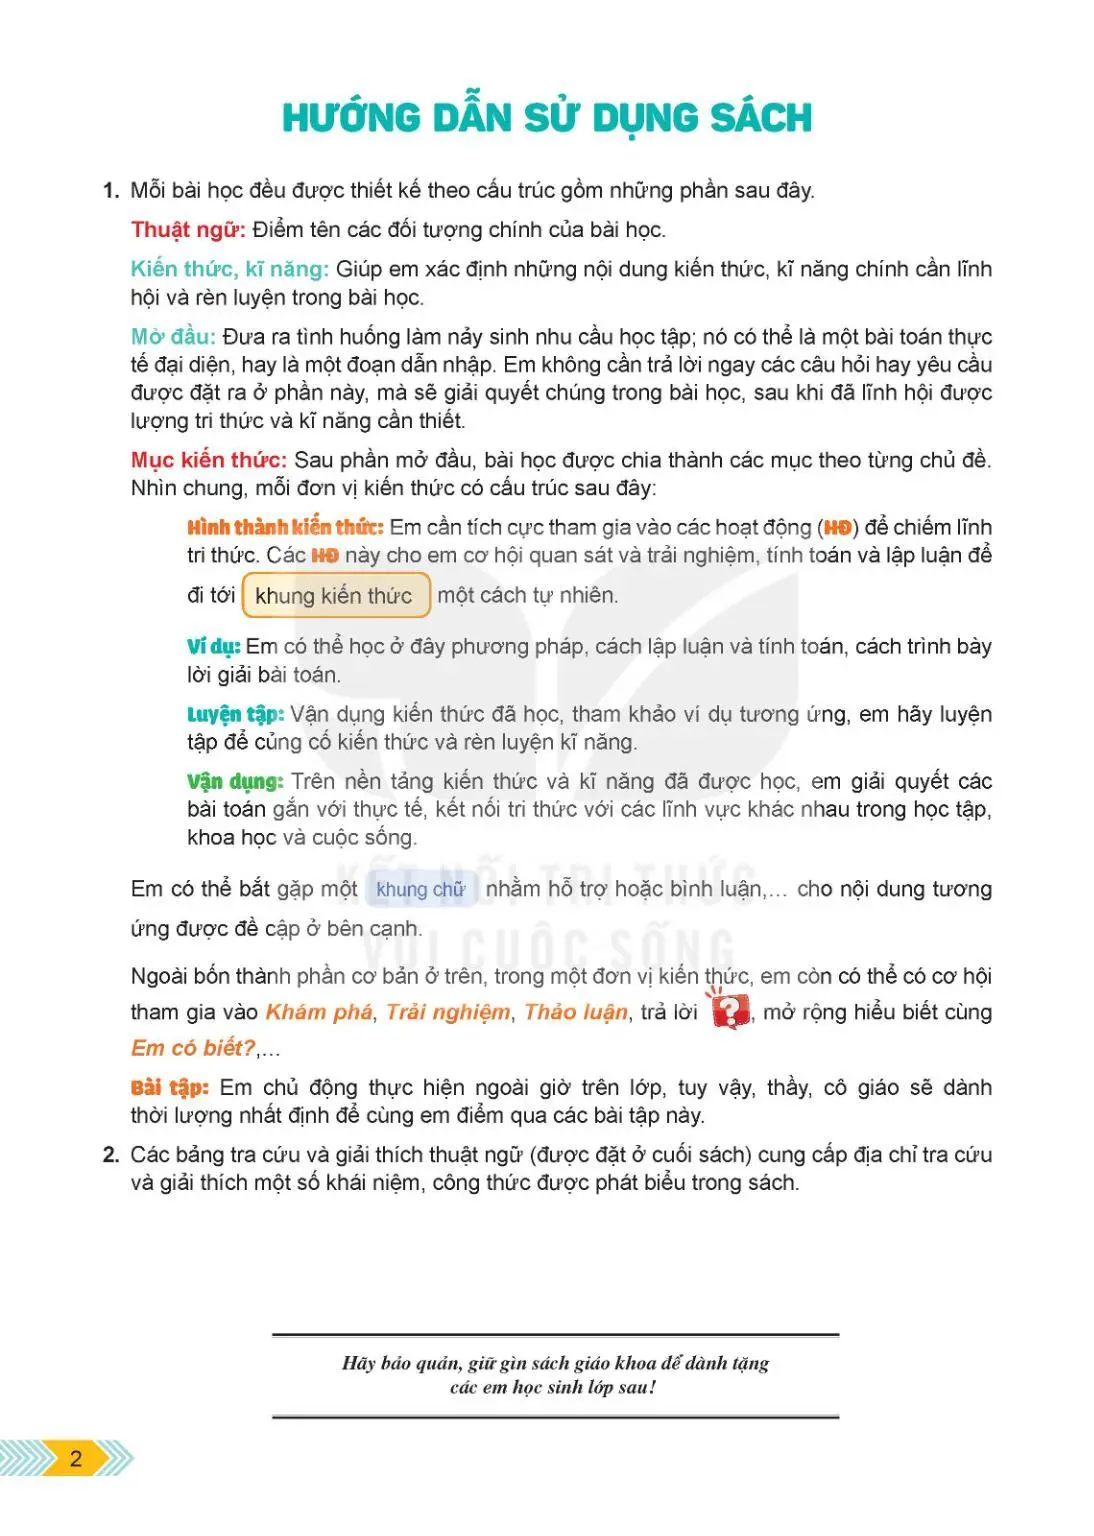 HƯỚNG DẪN SỬ DỤNG SÁCH
1. Mỗi bài học đều được thiết kế theo cấu trúc gồm những phần sau đây.
Thuật ngữ: Điểm tên các đối tượng chính của bài học.
Kiến thức, kĩ năng: Giúp em xác định những nội dung kiến thức, kĩ năng chính cần lĩnh
hội và rèn luyện trong bài học.
Mở đầu: Đưa ra tình huống làm nảy sinh nhu cầu học tập; nó có thể là một bài toán thực
tế đại diện, hay là một đoạn dẫn nhập. Em không cần trả lời ngay các câu hỏi hay yêu cầu
được đặt ra ở phần này, mà sẽ giải quyết chúng trong bài học, sau khi đã lĩnh hội được
lượng tri thức và kĩ năng cần thiết.
Mục kiến thức: Sau phần mở đầu, bài học được chia thành các mục theo từng chủ đề.
Nhìn chung, mỗi đơn vị kiến thức có cấu trúc sau đây:
Hình thành kiến thức: Em cần tích cực tham gia vào các hoạt động (HĐ) để chiếm lĩnh
tri thức. Các HĐ này cho em cơ hội quan sát và trải nghiệm, tính toán và lập luận để
đi tới khung kiến thức một cách tự nhiên.
Ví dụ: Em có thể học ở đây phương pháp, cách lập luận và tính toán, cách trình bày
lời giải bài toán.
Luyện tập: Vận dụng kiến thức đã học, tham khảo ví dụ tương ứng, em hãy luyện
tập để củng cố kiến thức và rèn luyện kĩ năng.
Vận dụng: Trên nền tảng kiến thức và kĩ năng đã được học, em giải quyết các
bài toán gắn với thực tế, kết nối tri thức với các lĩnh vực khác nhau trong học tập,
khoa học và cuộc sống.
KẾT NỐI TRI THỨC
Em có thể bắt gặp một khung chữ nhằm hỗ trợ hoặc bình luận,... cho nội dung tương
ứng được đề cập ở bên cạnh.
VỚI CUỘC SỐNG
Ngoài bốn thành phần cơ bản ở trên, trong một đơn vị kiến thức, em còn có thể có cơ hội
tham gia vào Khám phá, Trải nghiệm, Thảo luận, trả lời ?, mở rộng hiểu biết cùng
Em có biết?,...
Bài tập: Em chủ động thực hiện ngoài giờ trên lớp, tuy vậy, thầy, cô giáo sẽ dành
thời lượng nhất định để cùng em điểm qua các bài tập này.
2. Các bảng tra cứu và giải thích thuật ngữ (được đặt ở cuối sách) cung cấp địa chỉ tra cứu
và giải thích một số khái niệm, công thức được phát biểu trong sách.
Hãy bảo quản, giữ gìn sách giáo khoa để dành tặng
các em học sinh lớp sau!
2